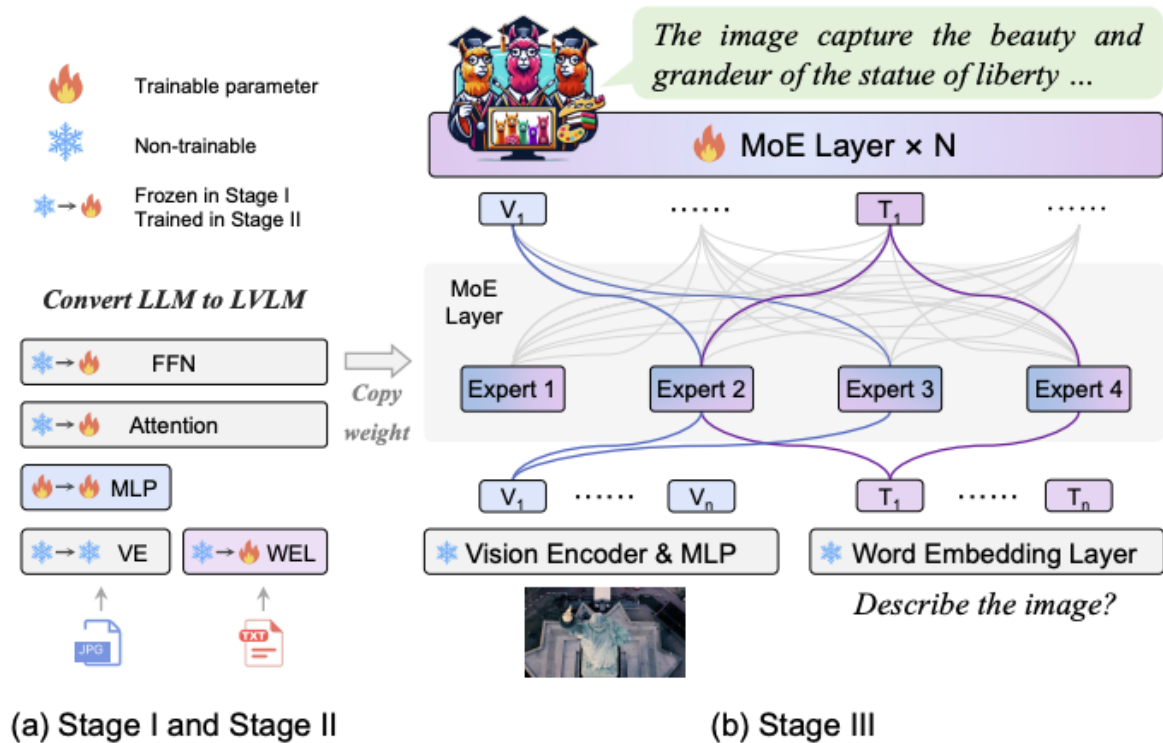 Trainable parameter
Non-trainable
Frozen in Stage I
Trained in Stage II
Convert LLM to LVLM
FFN
Attention
MLP
VE
WEL
JPG
TXT
(a) Stage I and Stage II
Copy
weight
The image capture the beauty and
grandeur of the statue of liberty ...
MoE Layer × N
V1 ...... T1 ......
MoE
Layer
Expert 1 Expert 2 Expert 3 Expert 4
V1 ...... Vn T1 ...... Tn
Vision Encoder & MLP
Word Embedding Layer
Describe the image?
(b) Stage III